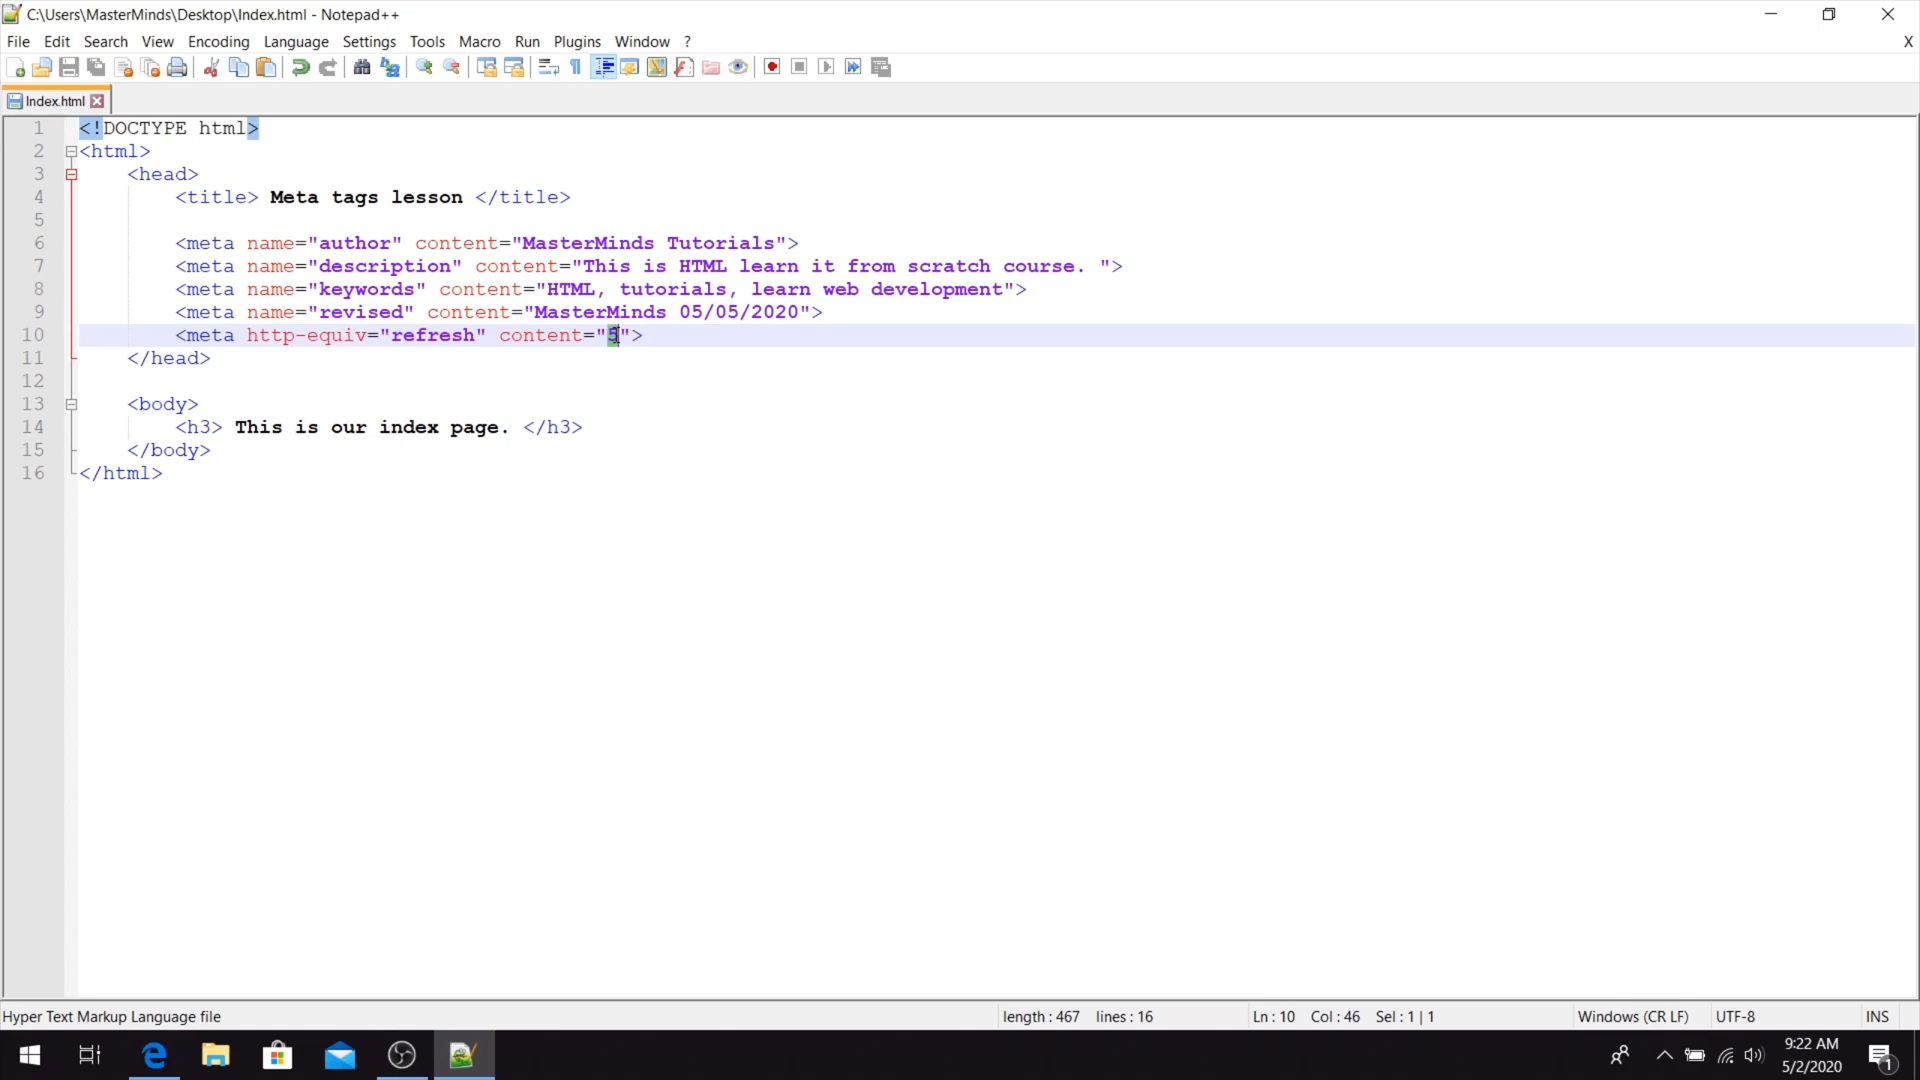 C:\Users\MasterMinds\Desktop\Index.html - Notepad++
File Edit Search View Encoding Language Settings Tools Macro Run Plugins Window ? X
Index.html
1 <!DOCTYPE html>
2 <html>
3 <head>
4 <title> Meta tags lesson </title>
5
6 <meta name="author" content="MasterMinds Tutorials">
7 <meta name="description" content="This is HTML learn it from scratch course. ">
8 <meta name="keywords" content="HTML, tutorials, learn web development">
9 <meta name="revised" content="MasterMinds 05/05/2020">
10 <meta http-equiv="refresh" content="5">
11 </head>
12
13 <body>
14 <h3> This is our index page. </h3>
15 </body>
16 </html>
Hyper Text Markup Language file length : 467 lines : 16 Ln : 10 Col : 46 Sel : 1 | 1 Windows (CR LF) UTF-8 INS
9:22 AM
5/2/2020
1